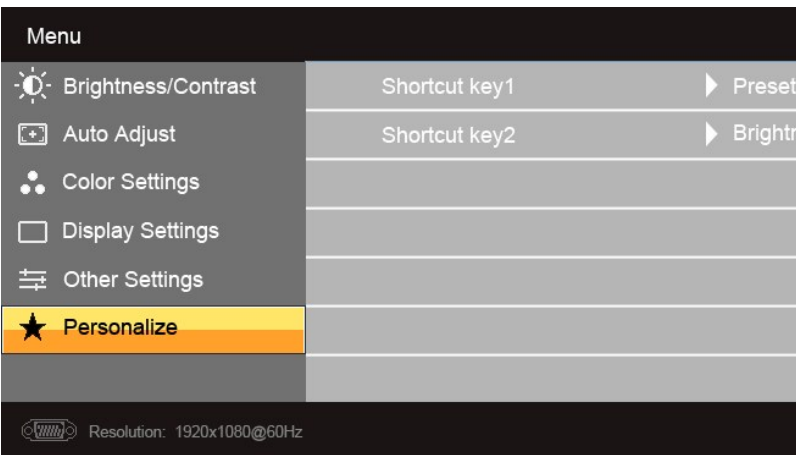 Menu
Brightness/Contrast
Shortcut key1
Preset
Auto Adjust
Shortcut key2
Color Settings
Display Settings
Other Settings
Personalize
Resolution: 1920x1080@60Hz